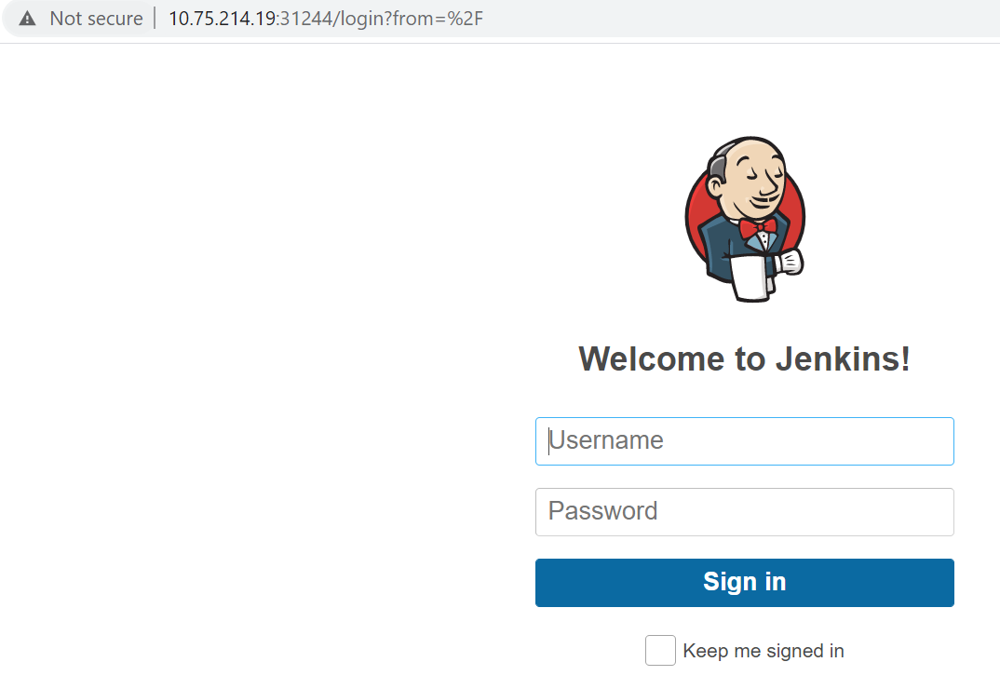 Not secure | 10.75.214.19:31244/login?from=%2F
Welcome to Jenkins!
Username
Password
Sign in
Keep me signed in